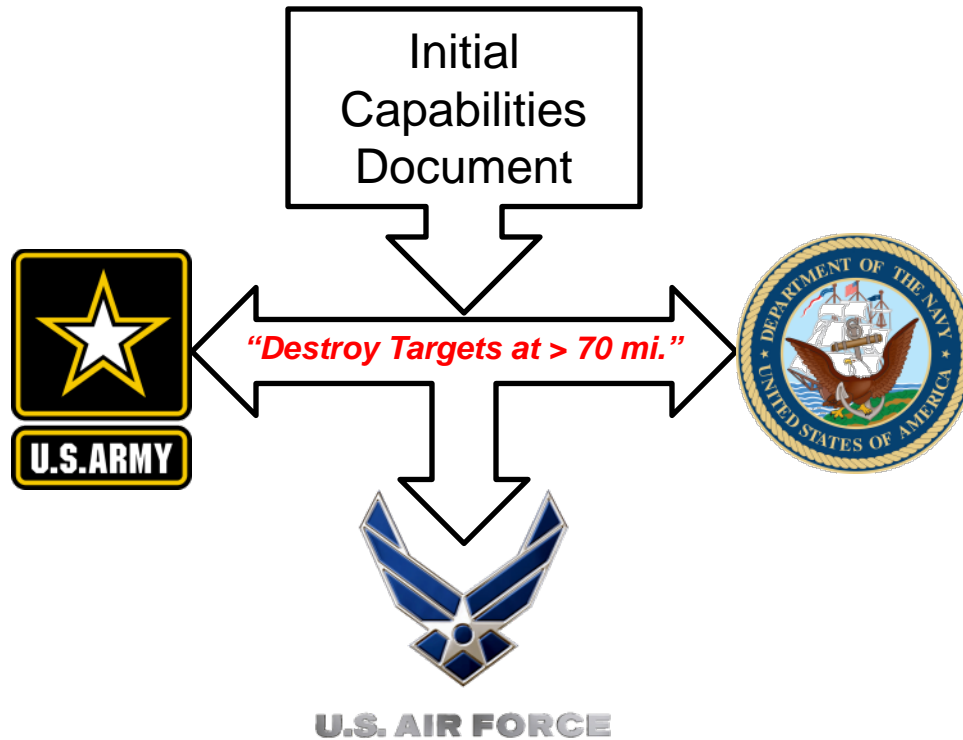 Initial
Capabilities
Document
“Destroy Targets at > 70 mi.”
U.S.ARMY
DEPARTMENT OF THE NAVY
UNITED STATES OF AMERICA
U.S. AIR FORCE